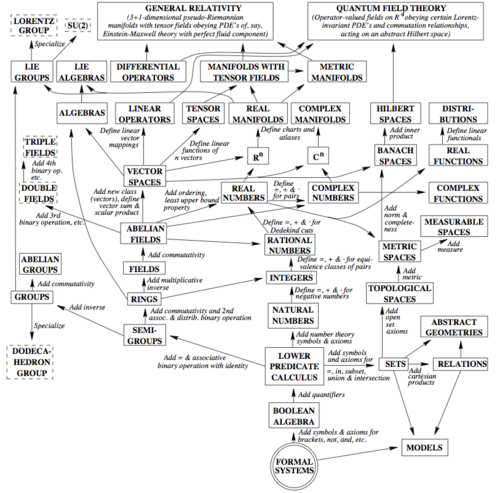 LORENTZ
GROUP
SU(2)
GENERAL RELATIVITY
(3+1-dimensional pseudo-Riemannian
manifolds with tensor fields obeying PDE's of, say,
Einstein-Maxwell theory with perfect fluid component)
QUANTUM FIELD THEORY
(Operator-valued fields on R⁴ obeying certain Lorentz-
invariant PDE's and commutation relationships,
acting on an abstract Hilbert space)
Specialize
LIE
GROUPS
LIE
ALGEBRAS
DIFFERENTIAL
OPERATORS
MANIFOLDS WITH
TENSOR FIELDS
METRIC
MANIFOLDS
ALGEBRAS
LINEAR
OPERATORS
TENSOR
SPACES
REAL
MANIFOLDS
COMPLEX
MANIFOLDS
HILBERT
SPACES
DISTRI-
BUTIONS
TRIPLE
FIELDS
Define linear
vector
mappings
Define linear
functions of
n vectors
Define charts and
atlases
Rⁿ
Cⁿ
Add inner
product
Define linear
functionals
BANACH
SPACES
REAL
FUNCTIONS
Add 4th
binary op.
etc.
DOUBLE
FIELDS
VECTOR
SPACES
Add new class
(vectors), define
vector sum &
scalar product
Add ordering,
least upper bound
property
REAL
NUMBERS
Define
=, + & ·
for pairs
COMPLEX
NUMBERS
COMPLEX
FUNCTIONS
Add 3rd
binary operation, etc.
Add
norm &
complete-
ness
MEASURABLE
SPACES
ABELIAN
FIELDS
Define =, + & · for
Dedekind cuts
RATIONAL
NUMBERS
METRIC
SPACES
Add
measure
ABELIAN
GROUPS
Add commutativity
FIELDS
Define =, + & · for equi-
valence classes of pairs
Add
metric
Add multiplicative
inverse
INTEGERS
TOPOLOGICAL
SPACES
Add commutativity
GROUPS
RINGS
Define =, + & · for
negative numbers
Add
open
set
axioms
Add inverse
Add commutativity and 2nd
assoc. & distrib. binary operation
NATURAL
NUMBERS
ABSTRACT
GEOMETRIES
Specialize
SEMI-
GROUPS
Add number theory
symbols & axioms
DODECA-
HEDRON
GROUP
Add = & associative
binary operation with identity
LOWER
PREDICATE
CALCULUS
Add symbols and
axioms for
=, in, subset,
union & intersection
SETS
Add
cartesian
products
RELATIONS
Add quantifiers
BOOLEAN
ALGEBRA
Add symbols & axioms for
brackets, not, and, etc.
MODELS
FORMAL
SYSTEMS